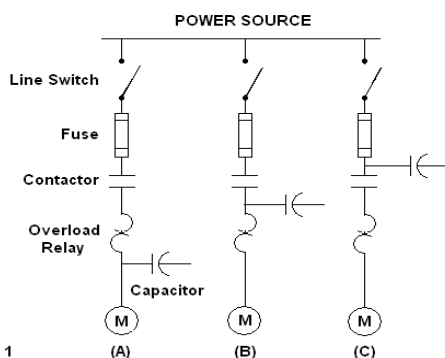 POWER SOURCE
Line Switch
Fuse
Contactor
Overload
Relay
Capacitor
M M M
1 (A) (B) (C)